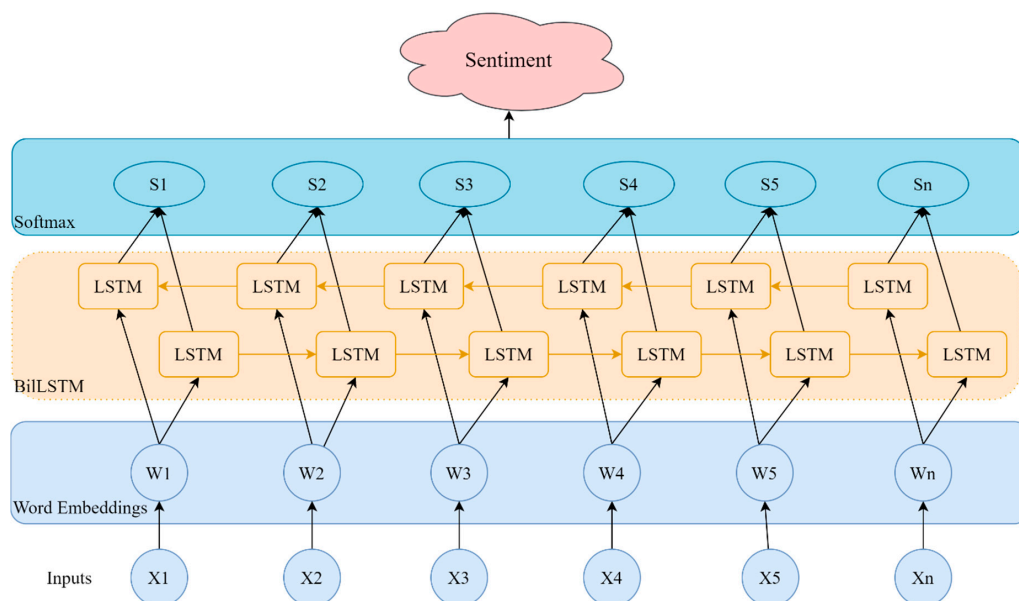 Sentiment
S1 S2 S3 S4 S5 Sn
Softmax
LSTM LSTM LSTM LSTM LSTM LSTM
LSTM LSTM LSTM LSTM LSTM LSTM
BilLSTM
W1 W2 W3 W4 W5 Wn
Word Embeddings
Inputs X1 X2 X3 X4 X5 Xn